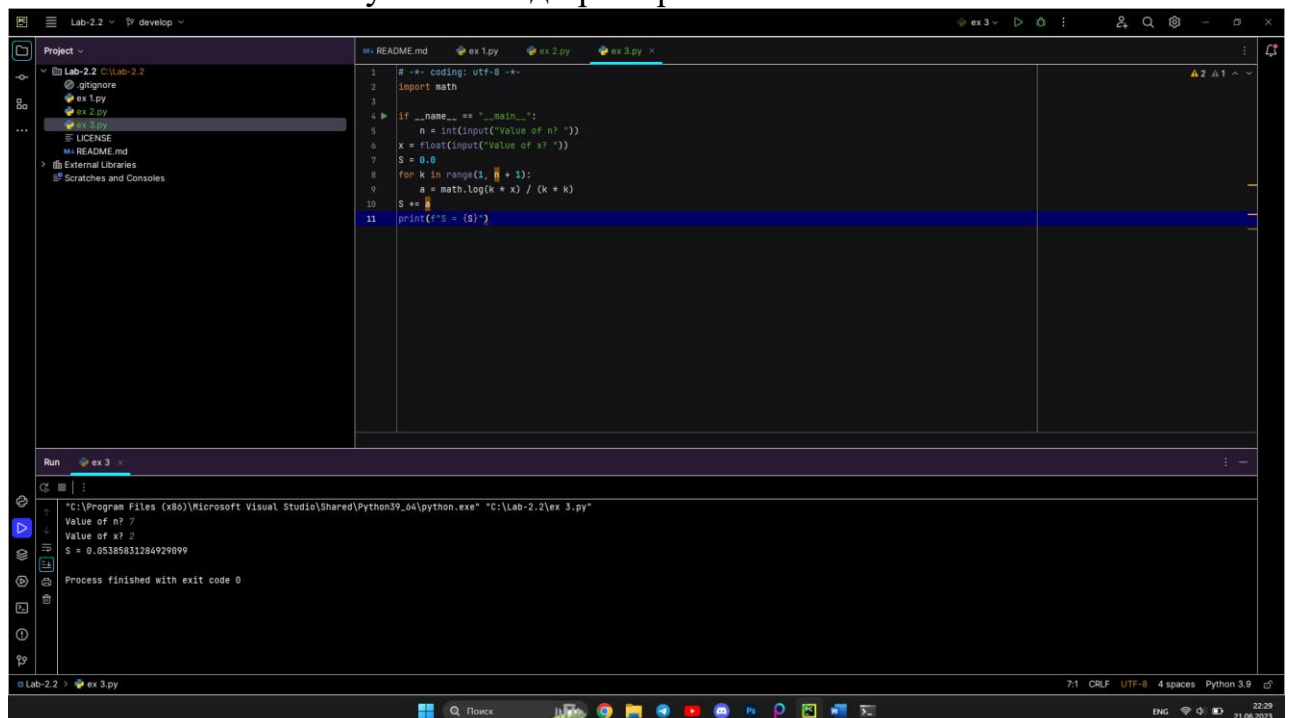 Lab-2.2 develop ex 3
Project
README.md ex 1.py ex 2.py ex 3.py
Lab-2.2 C:\Lab-2.2
.gitignore
ex 1.py
ex 2.py
ex 3.py
LICENSE
README.md
External Libraries
Scratches and Consoles
1 # -*- coding: utf-8 -*-
2 import math
3
4 if __name__ == "__main__":
5 n = int(input("Value of n? "))
6 x = float(input("Value of x? "))
7 S = 0.0
8 for k in range(1, n + 1):
9 a = math.log(k * x) / (k * k)
10 S += a
11 print(f"S = {S}")
2 1
Run ex 3
"C:\Program Files (x86)\Microsoft Visual Studio\Shared\Python39_64\python.exe" "C:\Lab-2.2\ex 3.py"
Value of n? 7
Value of x? 2
S = 0.05385831284929099
Process finished with exit code 0
Lab-2.2 > ex 3.py 7:1 CRLF UTF-8 4 spaces Python 3.9
Поиск ENG 22:29
21.06.2023